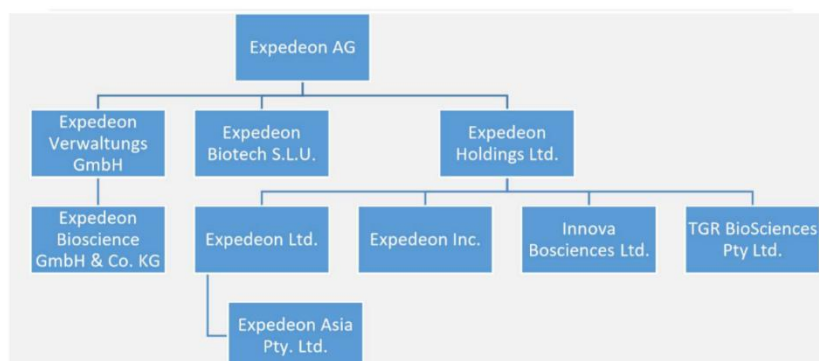 Expedeon AG
Expedeon
Verwaltungs
GmbH
Expedeon
Biotech S.L.U.
Expedeon
Holdings Ltd.
Expedeon
Bioscience
GmbH & Co. KG
Expedeon Ltd.
Expedeon Inc.
Innova
Bosciences Ltd.
TGR BioSciences
Pty Ltd.
Expedeon Asia
Pty. Ltd.